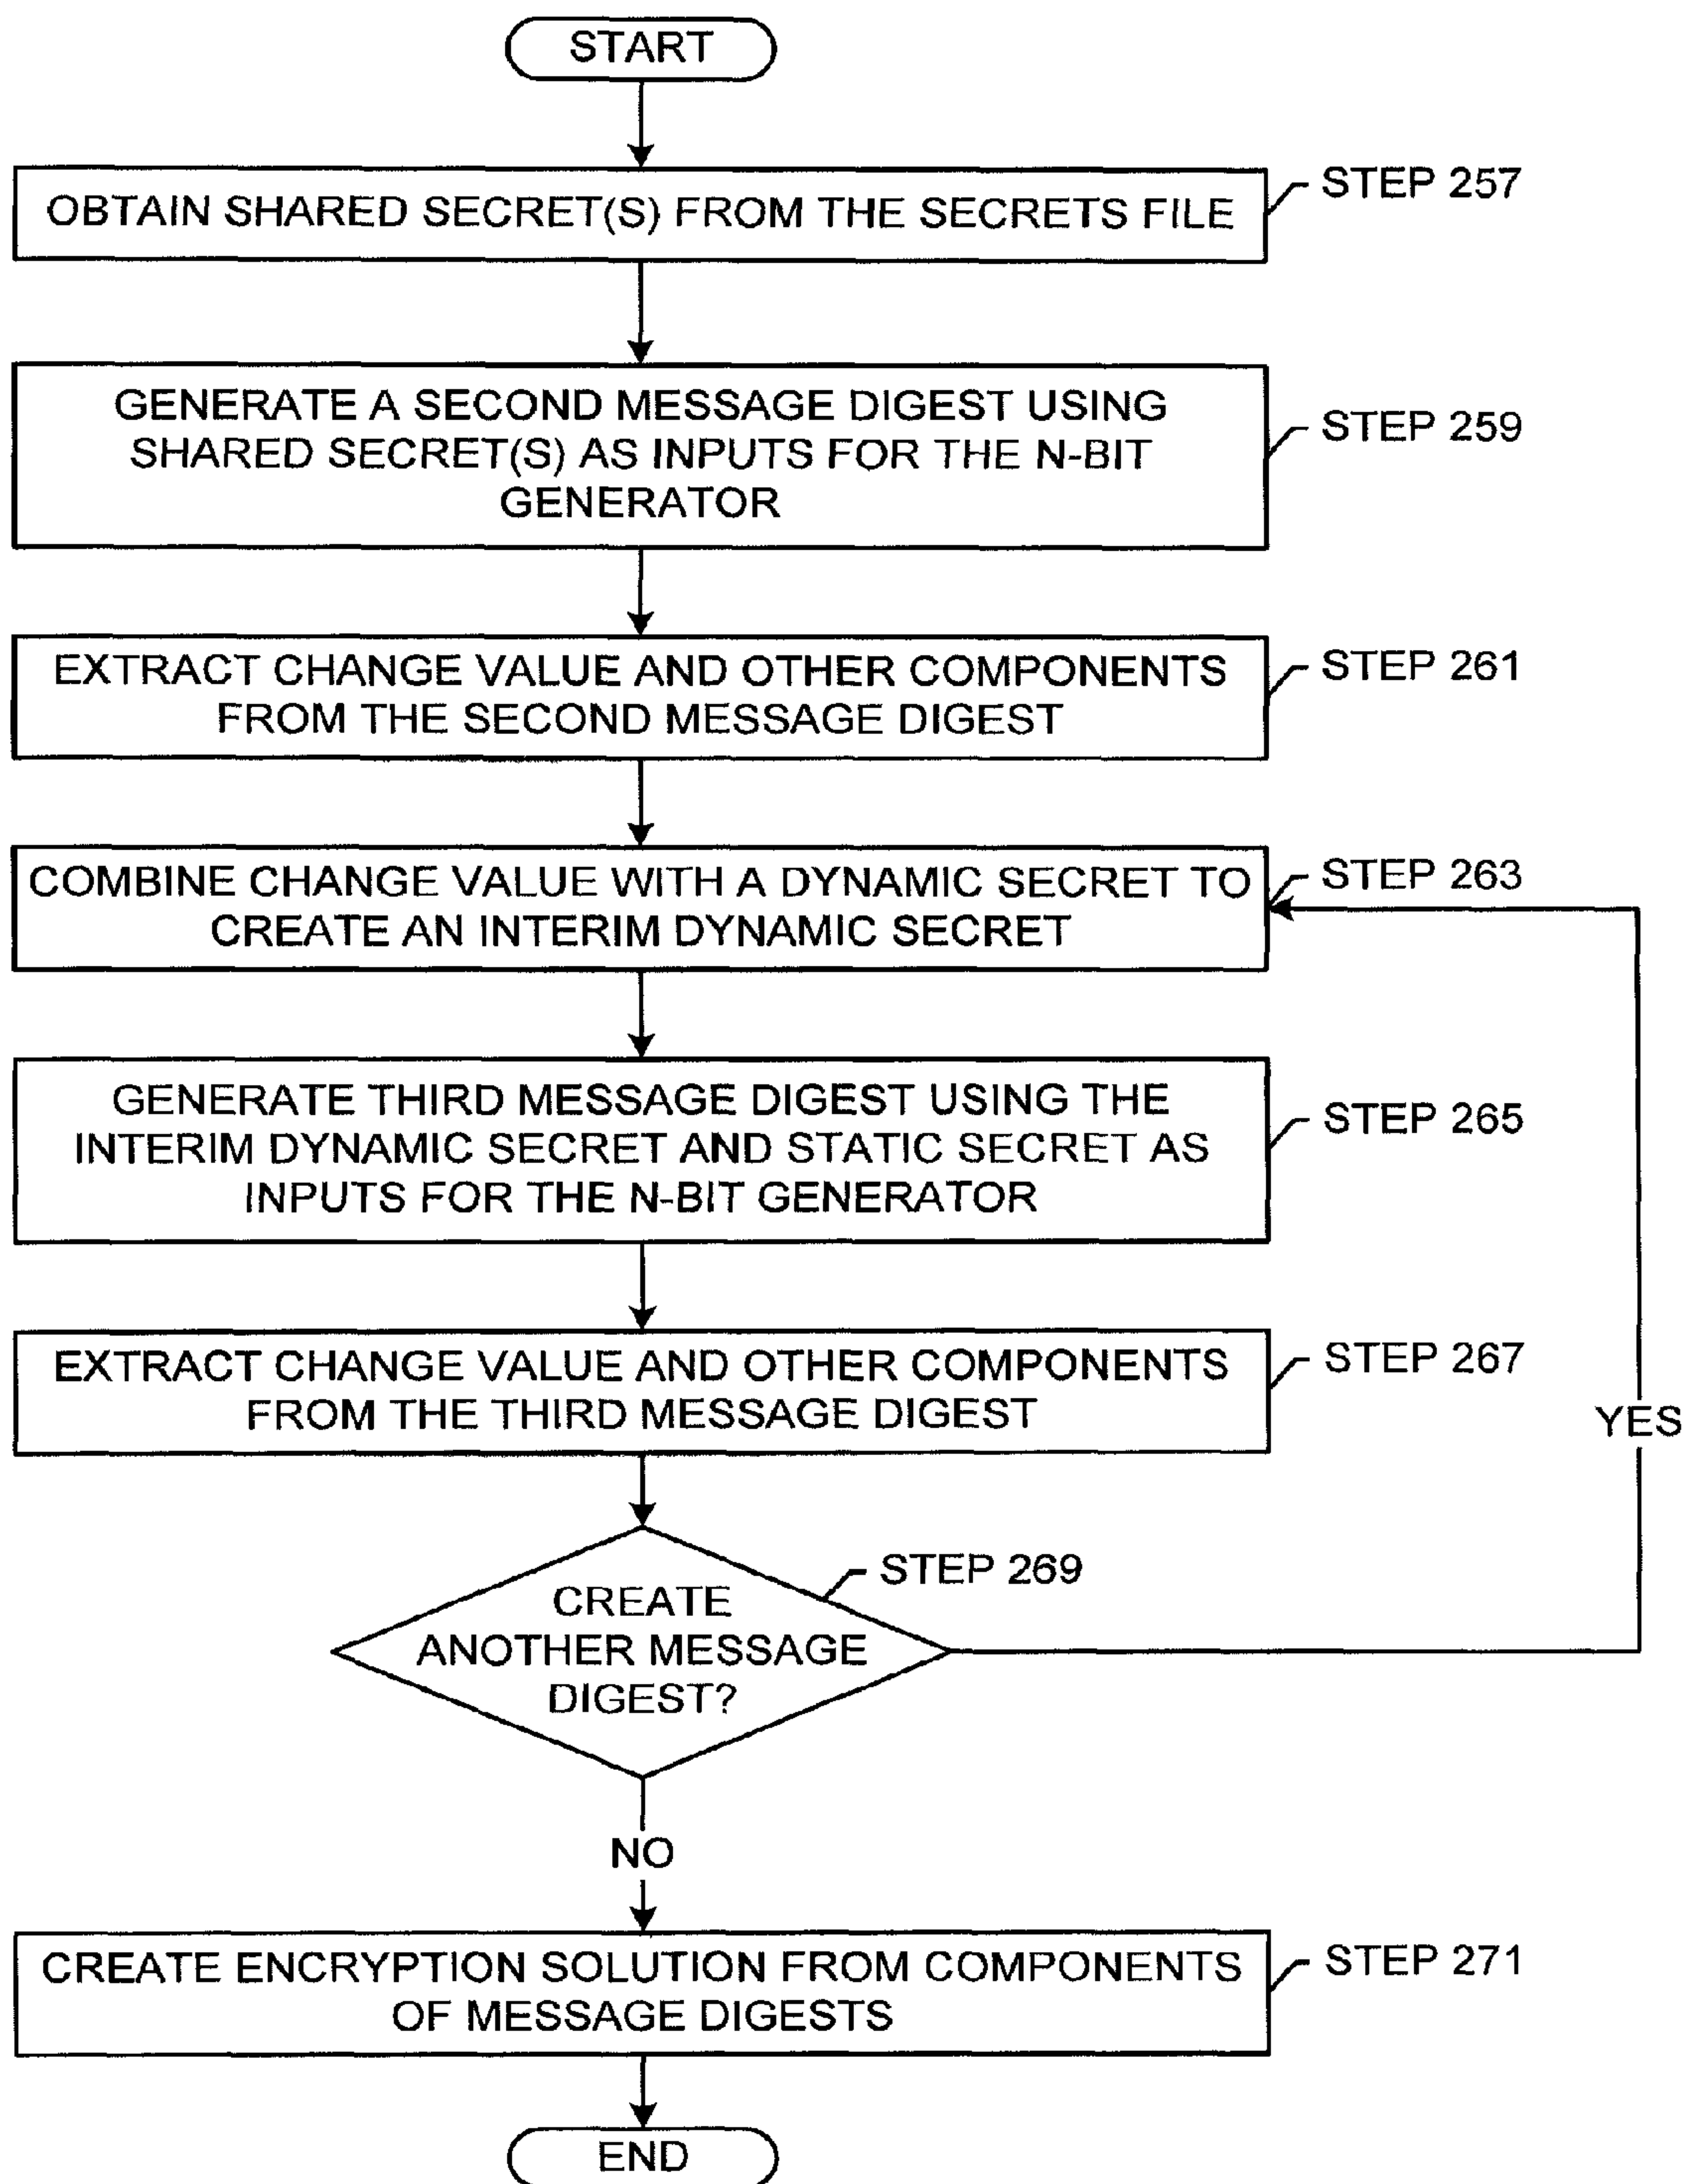 START
OBTAIN SHARED SECRET(S) FROM THE SECRETS FILE
STEP 257
GENERATE A SECOND MESSAGE DIGEST USING
SHARED SECRET(S) AS INPUTS FOR THE N-BIT
GENERATOR
STEP 259
EXTRACT CHANGE VALUE AND OTHER COMPONENTS
FROM THE SECOND MESSAGE DIGEST
STEP 261
COMBINE CHANGE VALUE WITH A DYNAMIC SECRET TO
CREATE AN INTERIM DYNAMIC SECRET
STEP 263
GENERATE THIRD MESSAGE DIGEST USING THE
INTERIM DYNAMIC SECRET AND STATIC SECRET AS
INPUTS FOR THE N-BIT GENERATOR
STEP 265
EXTRACT CHANGE VALUE AND OTHER COMPONENTS
FROM THE THIRD MESSAGE DIGEST
STEP 267
YES
STEP 269
CREATE
ANOTHER MESSAGE
DIGEST?
NO
CREATE ENCRYPTION SOLUTION FROM COMPONENTS
OF MESSAGE DIGESTS
STEP 271
END